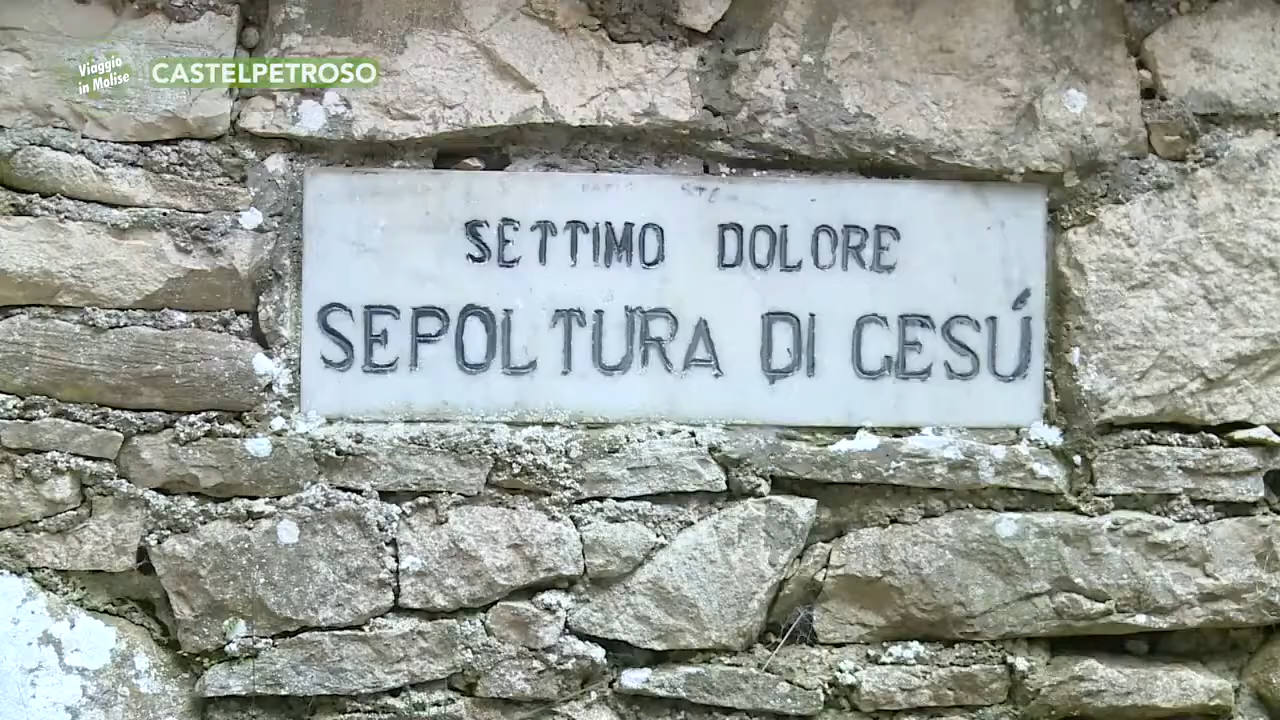 Viaggio
in Molise
CASTELPETROSO
SETTIMO DOLORE
SEPOLTURA DI GESÚ